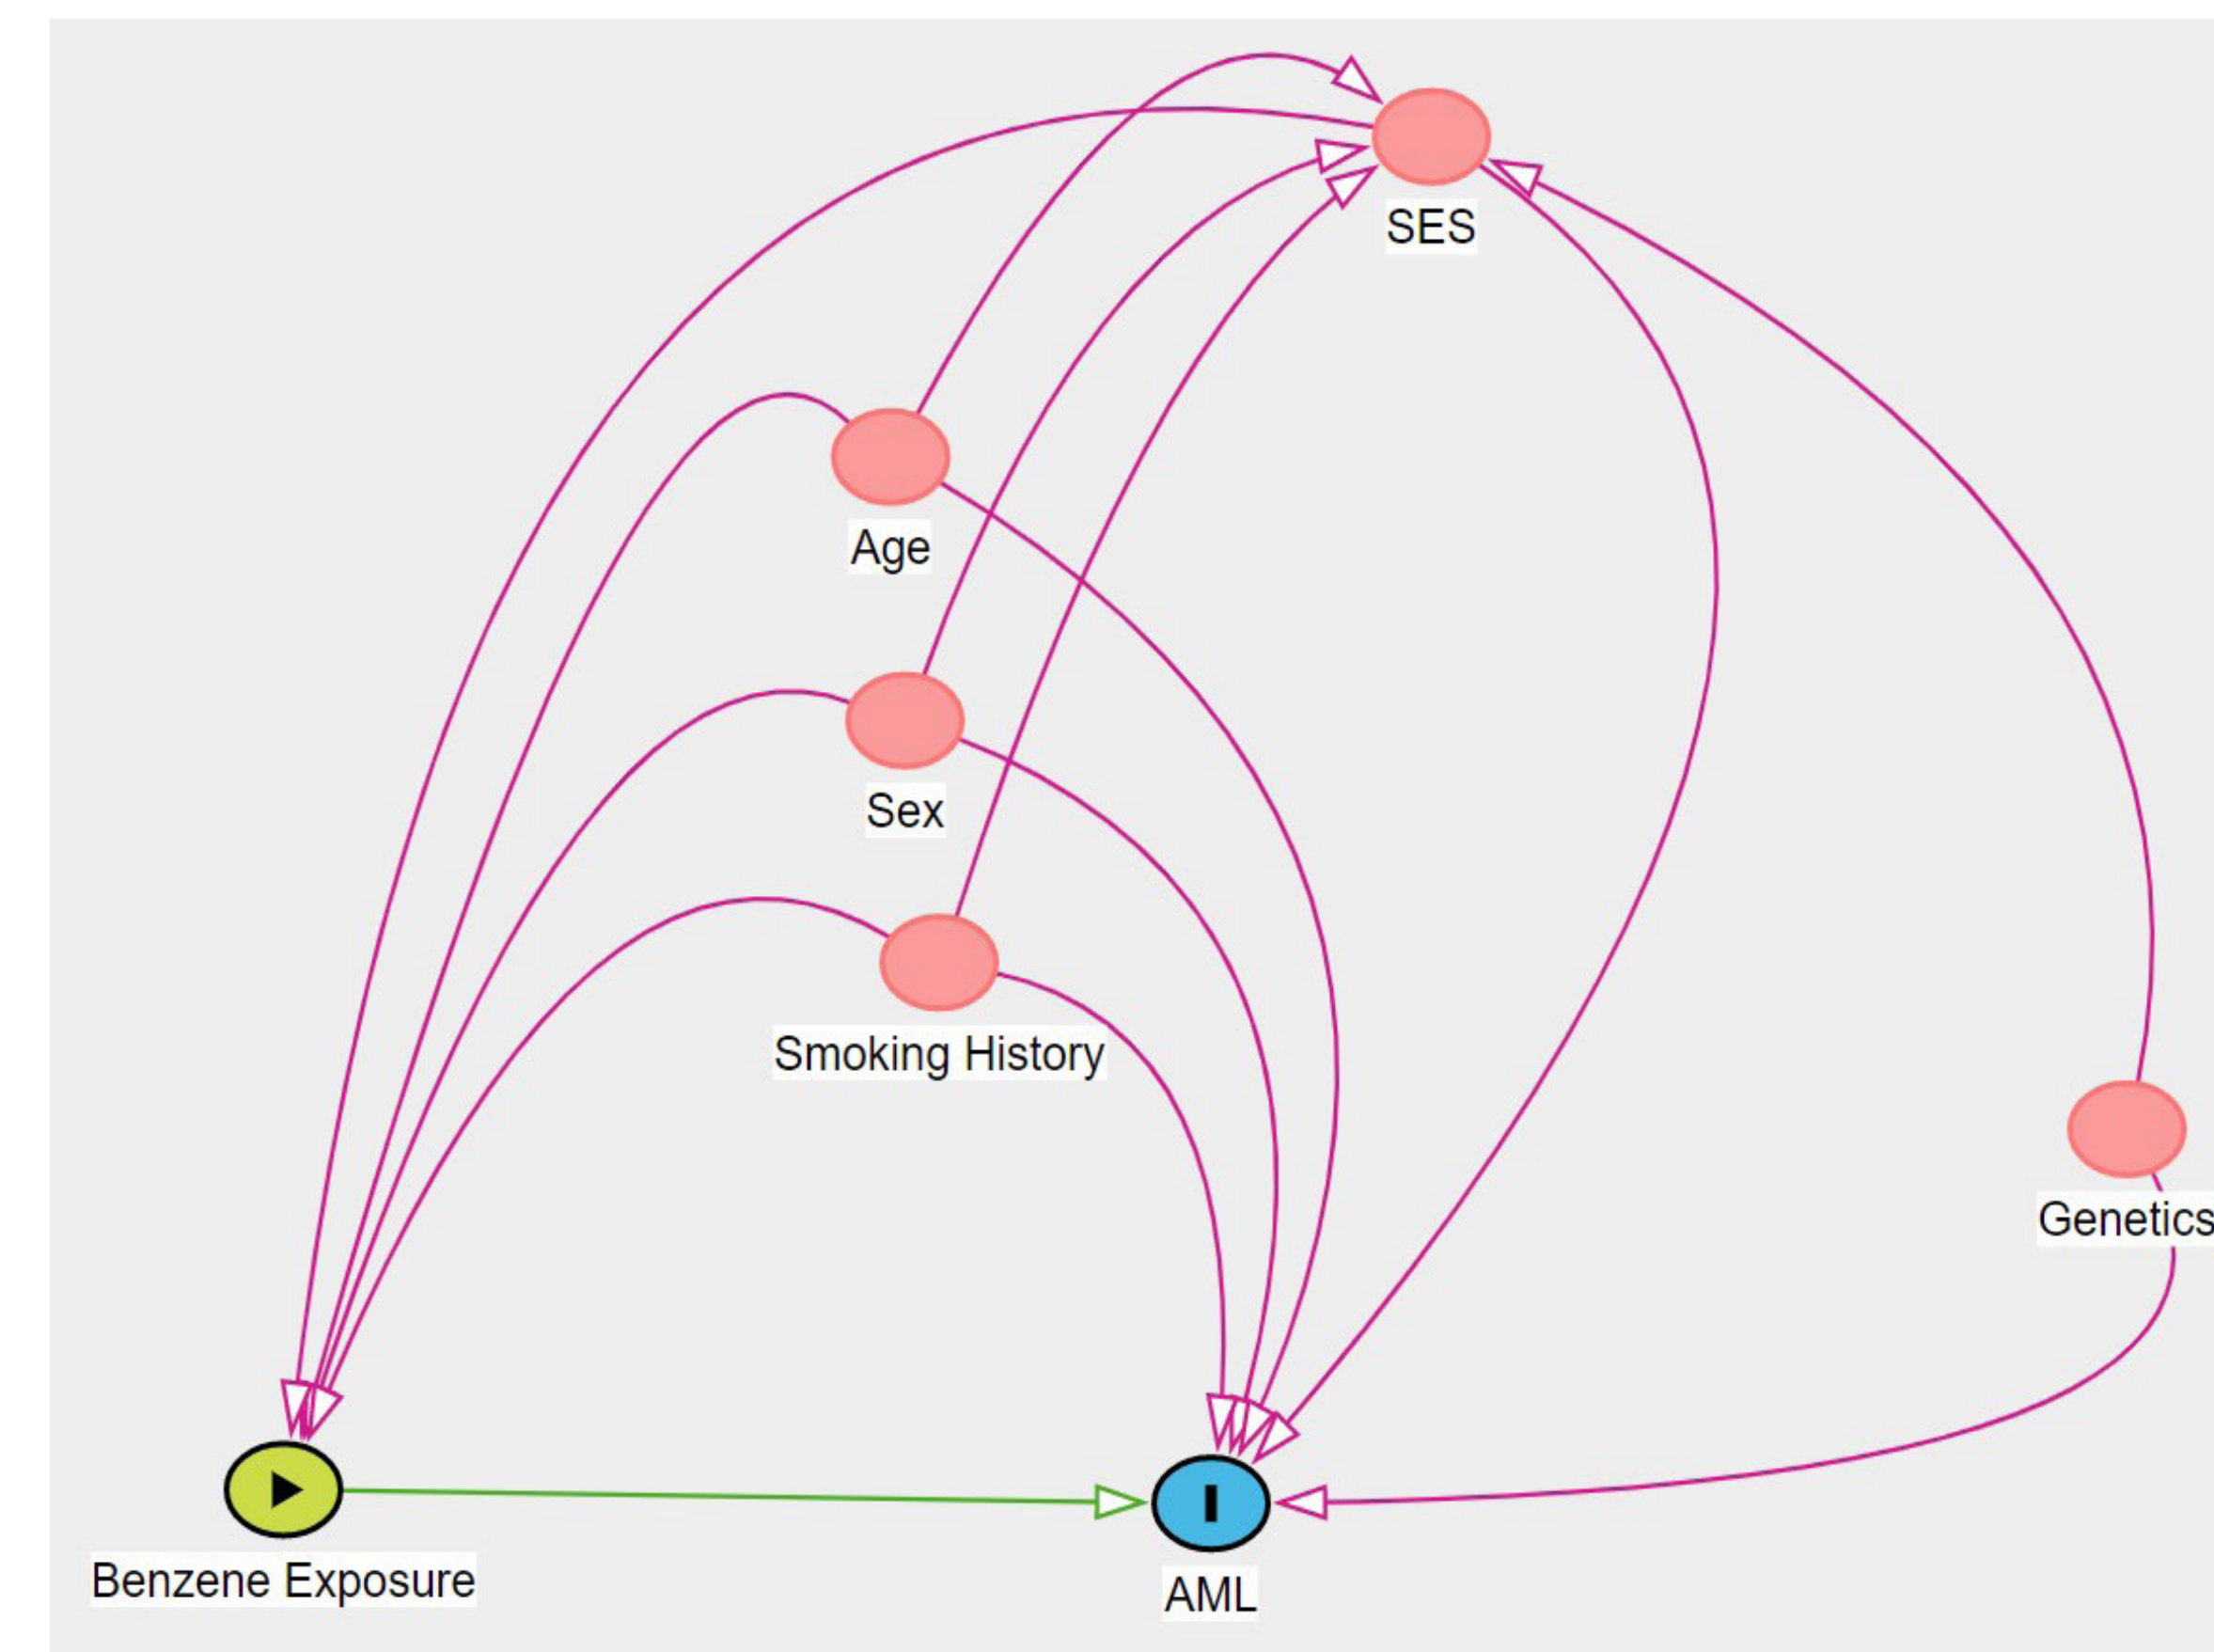 SES
Age
Sex
Smoking History
Genetics
Benzene Exposure
AML